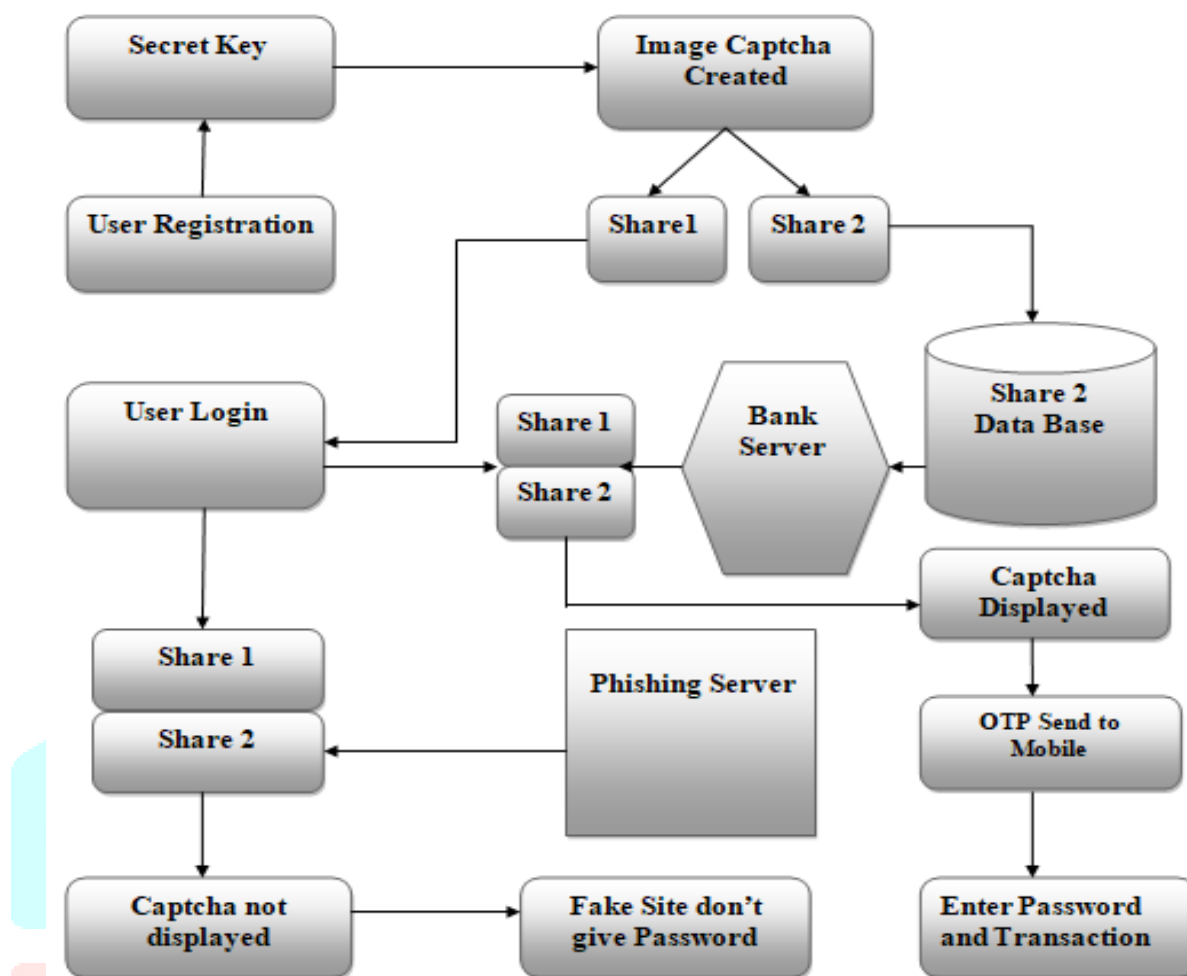 Secret Key
Image Captcha
Created
User Registration
Share1
Share 2
User Login
Share 1
Share 2
Bank
Server
Share 2
Data Base
Captcha
Displayed
Share 1
Share 2
Phishing Server
OTP Send to
Mobile
Captcha not
displayed
Fake Site don’t
give Password
Enter Password
and Transaction